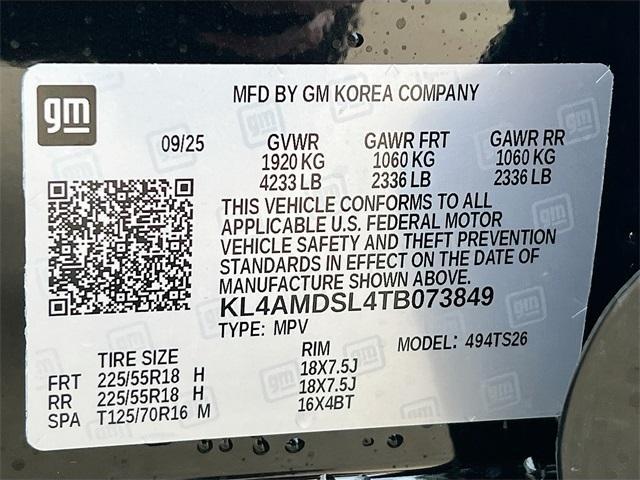 gm
MFD BY GM KOREA COMPANY
09/25 GVWR GAWR FRT GAWR RR
1920 KG 1060 KG 1060 KG
4233 LB 2336 LB 2336 LB
THIS VEHICLE CONFORMS TO ALL
APPLICABLE U.S. FEDERAL MOTOR
VEHICLE SAFETY AND THEFT PREVENTION
STANDARDS IN EFFECT ON THE DATE OF
MANUFACTURE SHOWN ABOVE.
KL4AMDSL4TB073849
TYPE: MPV MODEL: 494TS26
TIRE SIZE RIM
FRT 225/55R18 H 18X7.5J
RR 225/55R18 H 18X7.5J
SPA T125/70R16 M 16X4BT